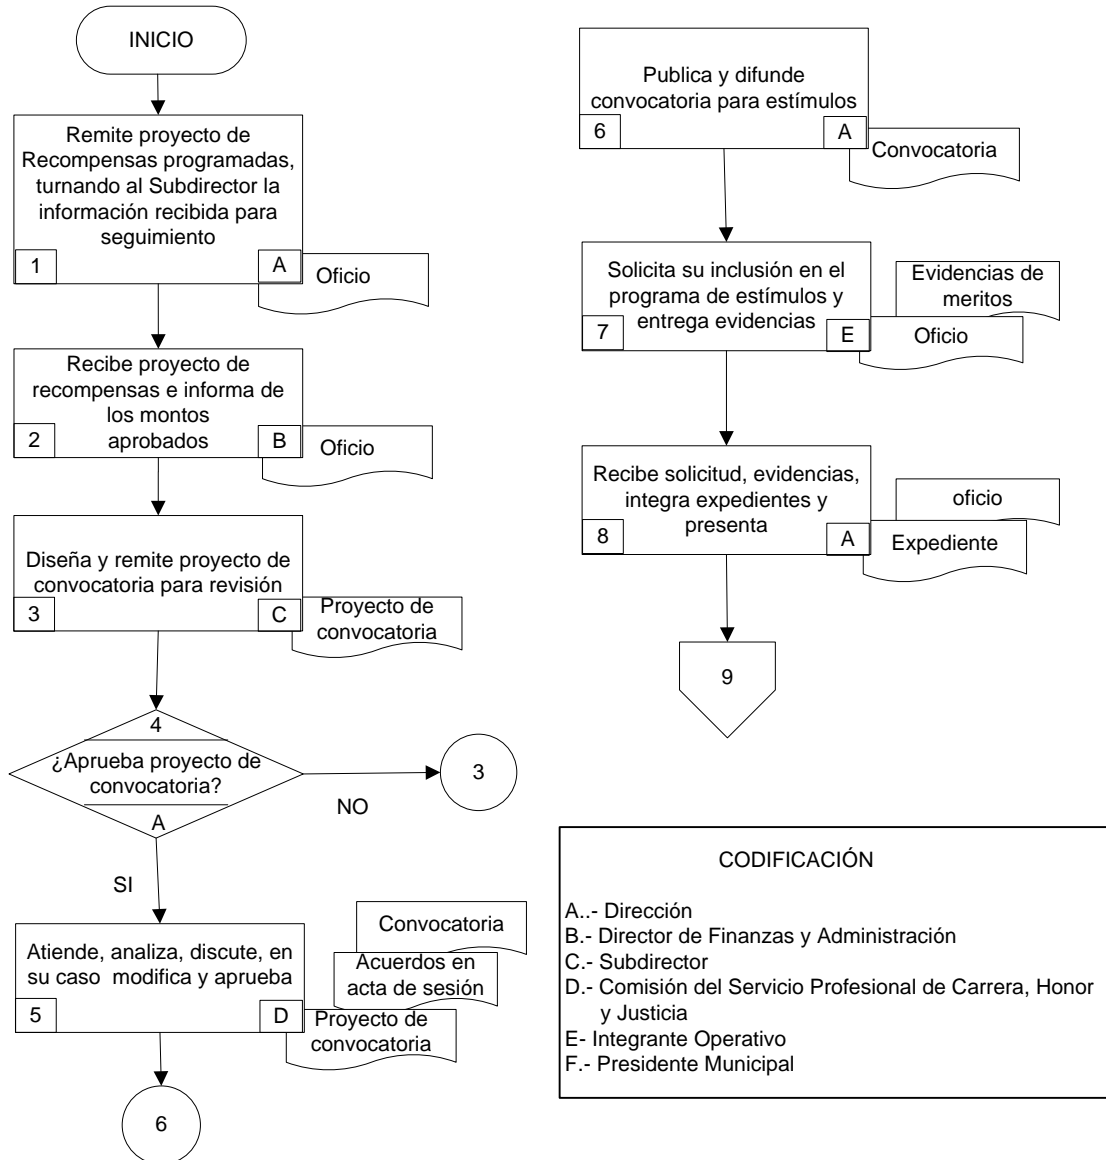 INICIO
Remite proyecto de
Recompensas programadas,
turnando al Subdirector la
información recibida para
seguimiento
1
A
Oficio
Recibe proyecto de
recompensas e informa de
los montos
aprobados
2
B
Oficio
Diseña y remite proyecto de
convocatoria para revisión
3
C
Proyecto de
convocatoria
4
¿Aprueba proyecto de
convocatoria?
A
NO
3
SI
Atiende, analiza, discute, en
su caso  modifica y aprueba
5
D
Convocatoria
Acuerdos en
acta de sesión
Proyecto de
convocatoria
6
Publica y difunde
convocatoria para estímulos
6
A
Convocatoria
Solicita su inclusión en el
programa de estímulos y
entrega evidencias
7
E
Evidencias de
meritos
Oficio
Recibe solicitud, evidencias,
integra expedientes y
presenta
8
A
oficio
Expediente
9
CODIFICACIÓN
A..- Dirección
B.- Director de Finanzas y Administración
C.- Subdirector
D.- Comisión del Servicio Profesional de Carrera, Honor
y Justicia
E- Integrante Operativo
F.- Presidente Municipal